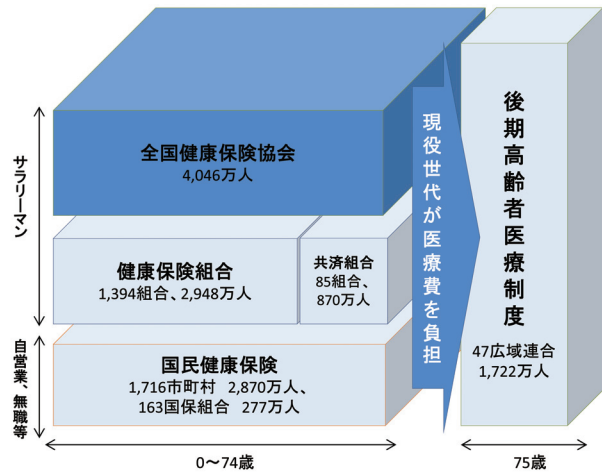 サラリーマン
全国健康保険協会
4,046万人
健康保険組合
1,394組合、2,948万人
共済組合
85組合、
870万人
自営業、無職等
国民健康保険
1,716市町村 2,870万人、
163国保組合 277万人
現役世代が医療費を負担
後期高齢者医療制度
47広域連合
1,722万人
0～74歳
75歳